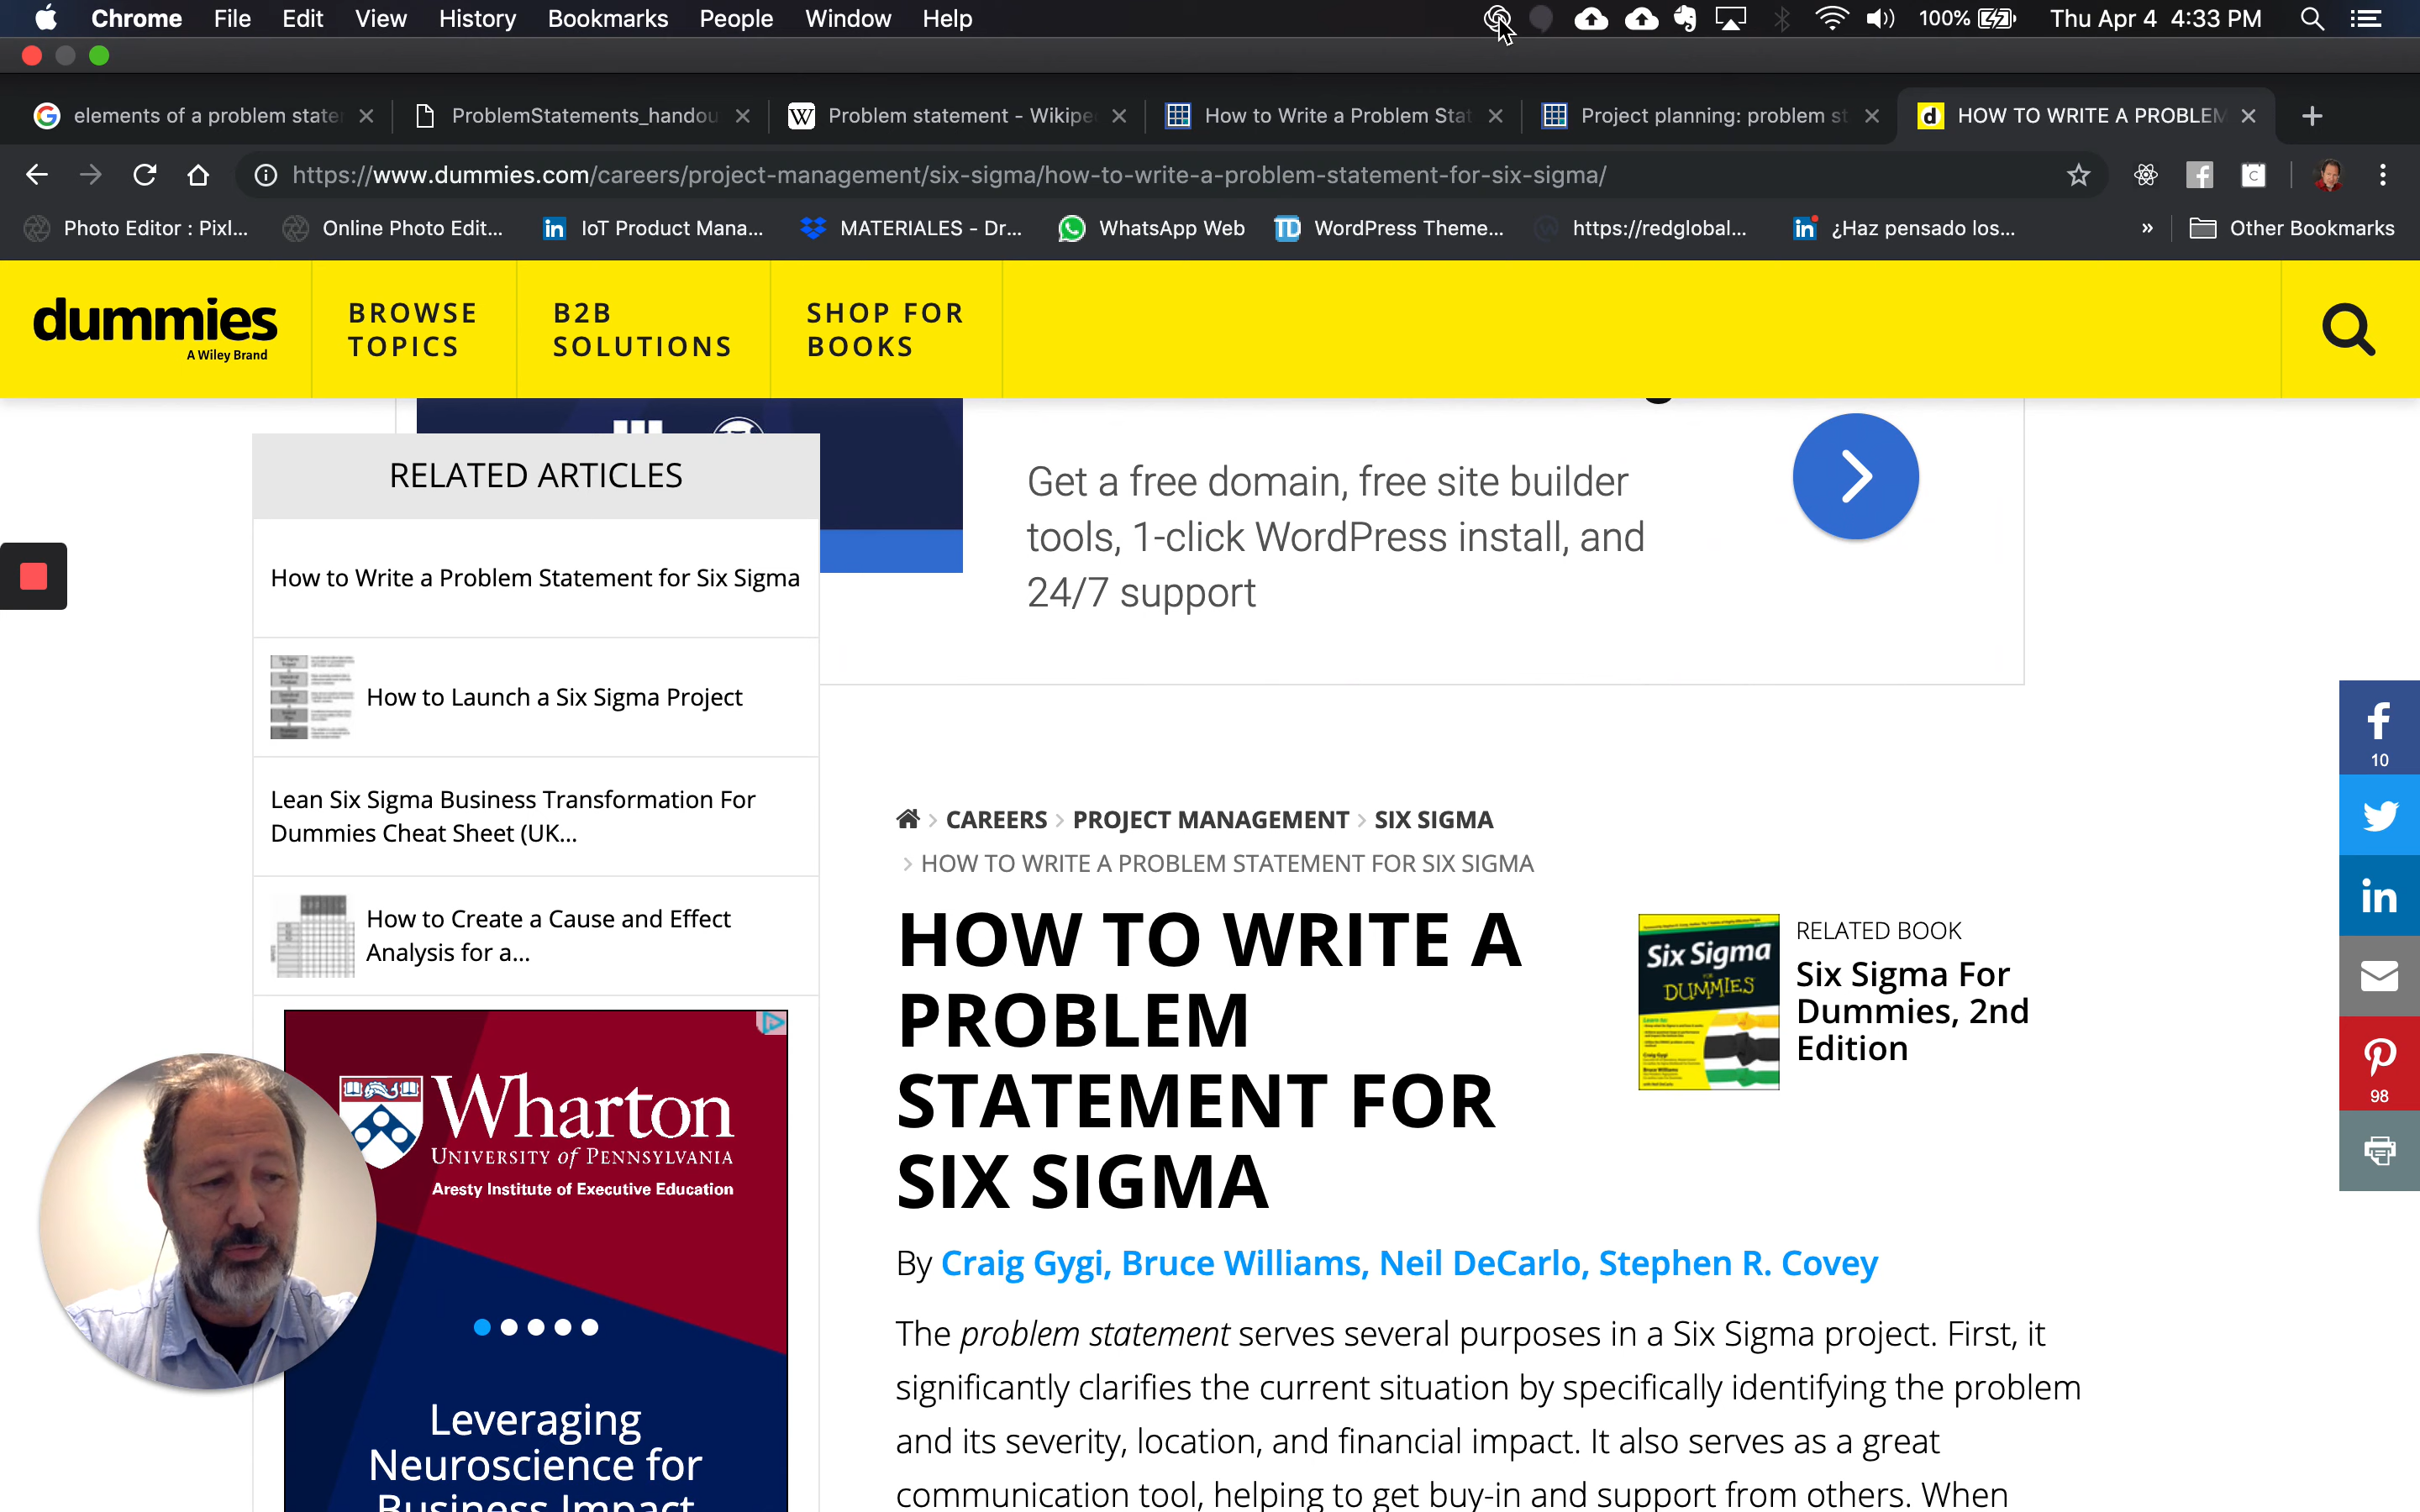 Chrome File Edit View History Bookmarks People Window Help 100% Thu Apr 4 4:33 PM
elements of a problem state
ProblemStatements_handou
Problem statement - Wikipe
How to Write a Problem Stat
Project planning: problem st
HOW TO WRITE A PROBLEM
https://www.dummies.com/careers/project-management/six-sigma/how-to-write-a-problem-statement-for-six-sigma/
Photo Editor : Pixl...
Online Photo Edit...
IoT Product Mana...
MATERIALES - Dr...
WhatsApp Web
WordPress Theme...
https://redglobal...
¿Haz pensado los...
»
Other Bookmarks
dummies
A Wiley Brand
BROWSE
TOPICS
B2B
SOLUTIONS
SHOP FOR
BOOKS
Get a free domain, free site builder
tools, 1-click WordPress install, and
24/7 support
RELATED ARTICLES
How to Write a Problem Statement for Six Sigma
How to Launch a Six Sigma Project
Lean Six Sigma Business Transformation For
Dummies Cheat Sheet (UK...
How to Create a Cause and Effect
Analysis for a...
Wharton
UNIVERSITY of PENNSYLVANIA
Aresty Institute of Executive Education
Leveraging
Neuroscience for
Business Impact
CAREERS > PROJECT MANAGEMENT > SIX SIGMA
> HOW TO WRITE A PROBLEM STATEMENT FOR SIX SIGMA
HOW TO WRITE A
PROBLEM
STATEMENT FOR
SIX SIGMA
Six Sigma
FOR
DUMMIES
RELATED BOOK
Six Sigma For
Dummies, 2nd
Edition
By Craig Gygi, Bruce Williams, Neil DeCarlo, Stephen R. Covey
The problem statement serves several purposes in a Six Sigma project. First, it
significantly clarifies the current situation by specifically identifying the problem
and its severity, location, and financial impact. It also serves as a great
communication tool, helping to get buy-in and support from others. When
10
98